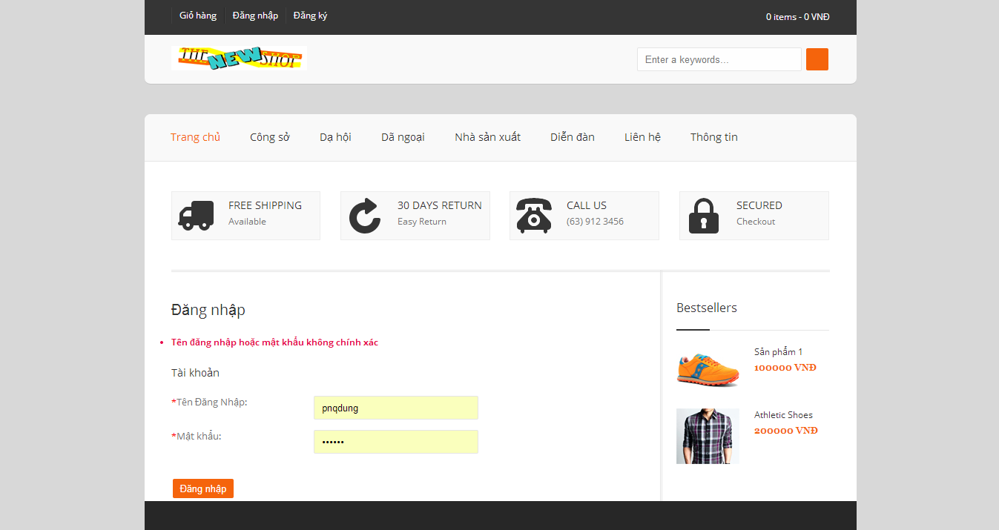 Giỏ hàng
Đăng nhập
Đăng ký
0 items - 0 VNĐ
THE NEW SHOP
Enter a keywords...
Trang chủ
Công sở
Dạ hội
Dã ngoại
Nhà sản xuất
Diễn đàn
Liên hệ
Thông tin
FREE SHIPPING
Available
30 DAYS RETURN
Easy Return
CALL US
(63) 912 3456
SECURED
Checkout
Đăng nhập
Tên đăng nhập hoặc mật khẩu không chính xác
Tài khoản
*Tên Đăng Nhập:
pnqdung
*Mật khẩu:
••••••
Đăng nhập
Bestsellers
Sản phẩm 1
100000 VNĐ
Athletic Shoes
200000 VNĐ